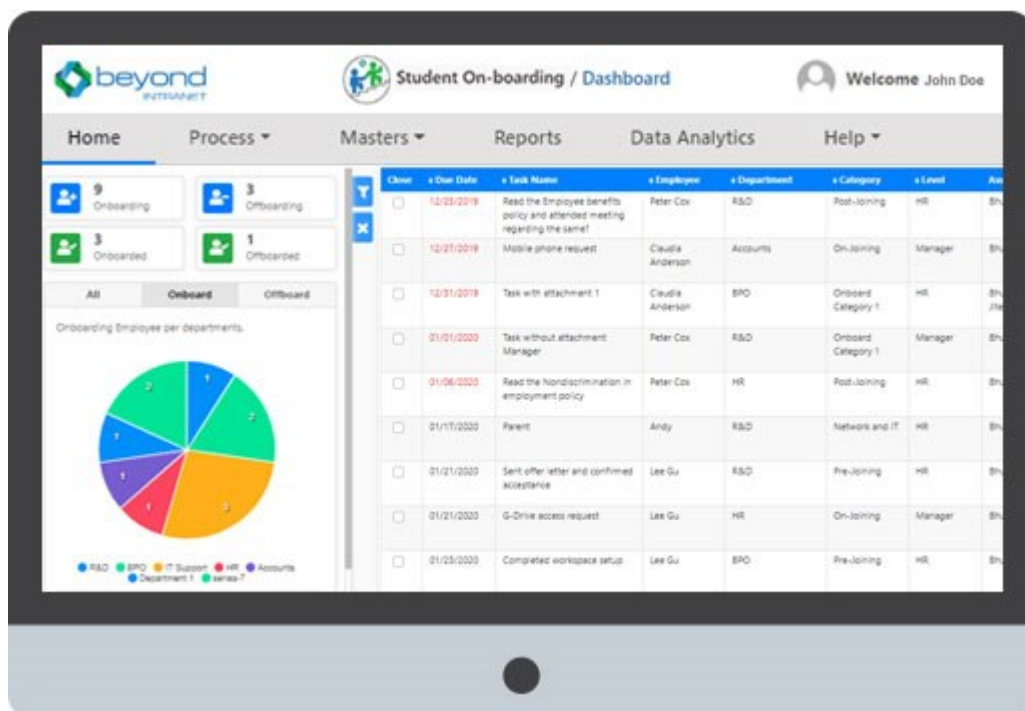 beyond
INTRANET
Student On-boarding / Dashboard
Welcome John Doe
Home Process Masters Reports Data Analytics Help
9
Onboarding
3
Offboarding
3
Onboarded
1
Offboarded
All Onboard Offboard
Onboarding Employee per departments.
2
1
2
1
1
1
3
R&D BPO IT Support HR Accounts
Department 1 series-7
Close Due Date Task Name Employee Department Category Level
12/23/2019 Read the Employee benefits Peter Cox R&D Post-Joining HR
policy and attended meeting
regarding the same?
12/27/2019 Mobile phone request Claudia Accounts On-Joining Manager
Anderson
12/31/2019 Task with attachment 1 Claudia BPO Onboard HR
Anderson Category 1
01/01/2020 Task without attachment Peter Cox R&D Onboard Manager
Manager Category 1
01/06/2020 Read the Nondiscrimination in Peter Cox HR Post-Joining HR
employment policy
01/17/2020 Parent Andy R&D Network and IT HR
01/21/2020 Sent offer letter and confirmed Lee Gu R&D Pre-Joining HR
acceptance
01/21/2020 G-Drive access request Lee Gu HR On-Joining Manager
01/23/2020 Completed workspace setup Lee Gu BPO Pre-Joining HR